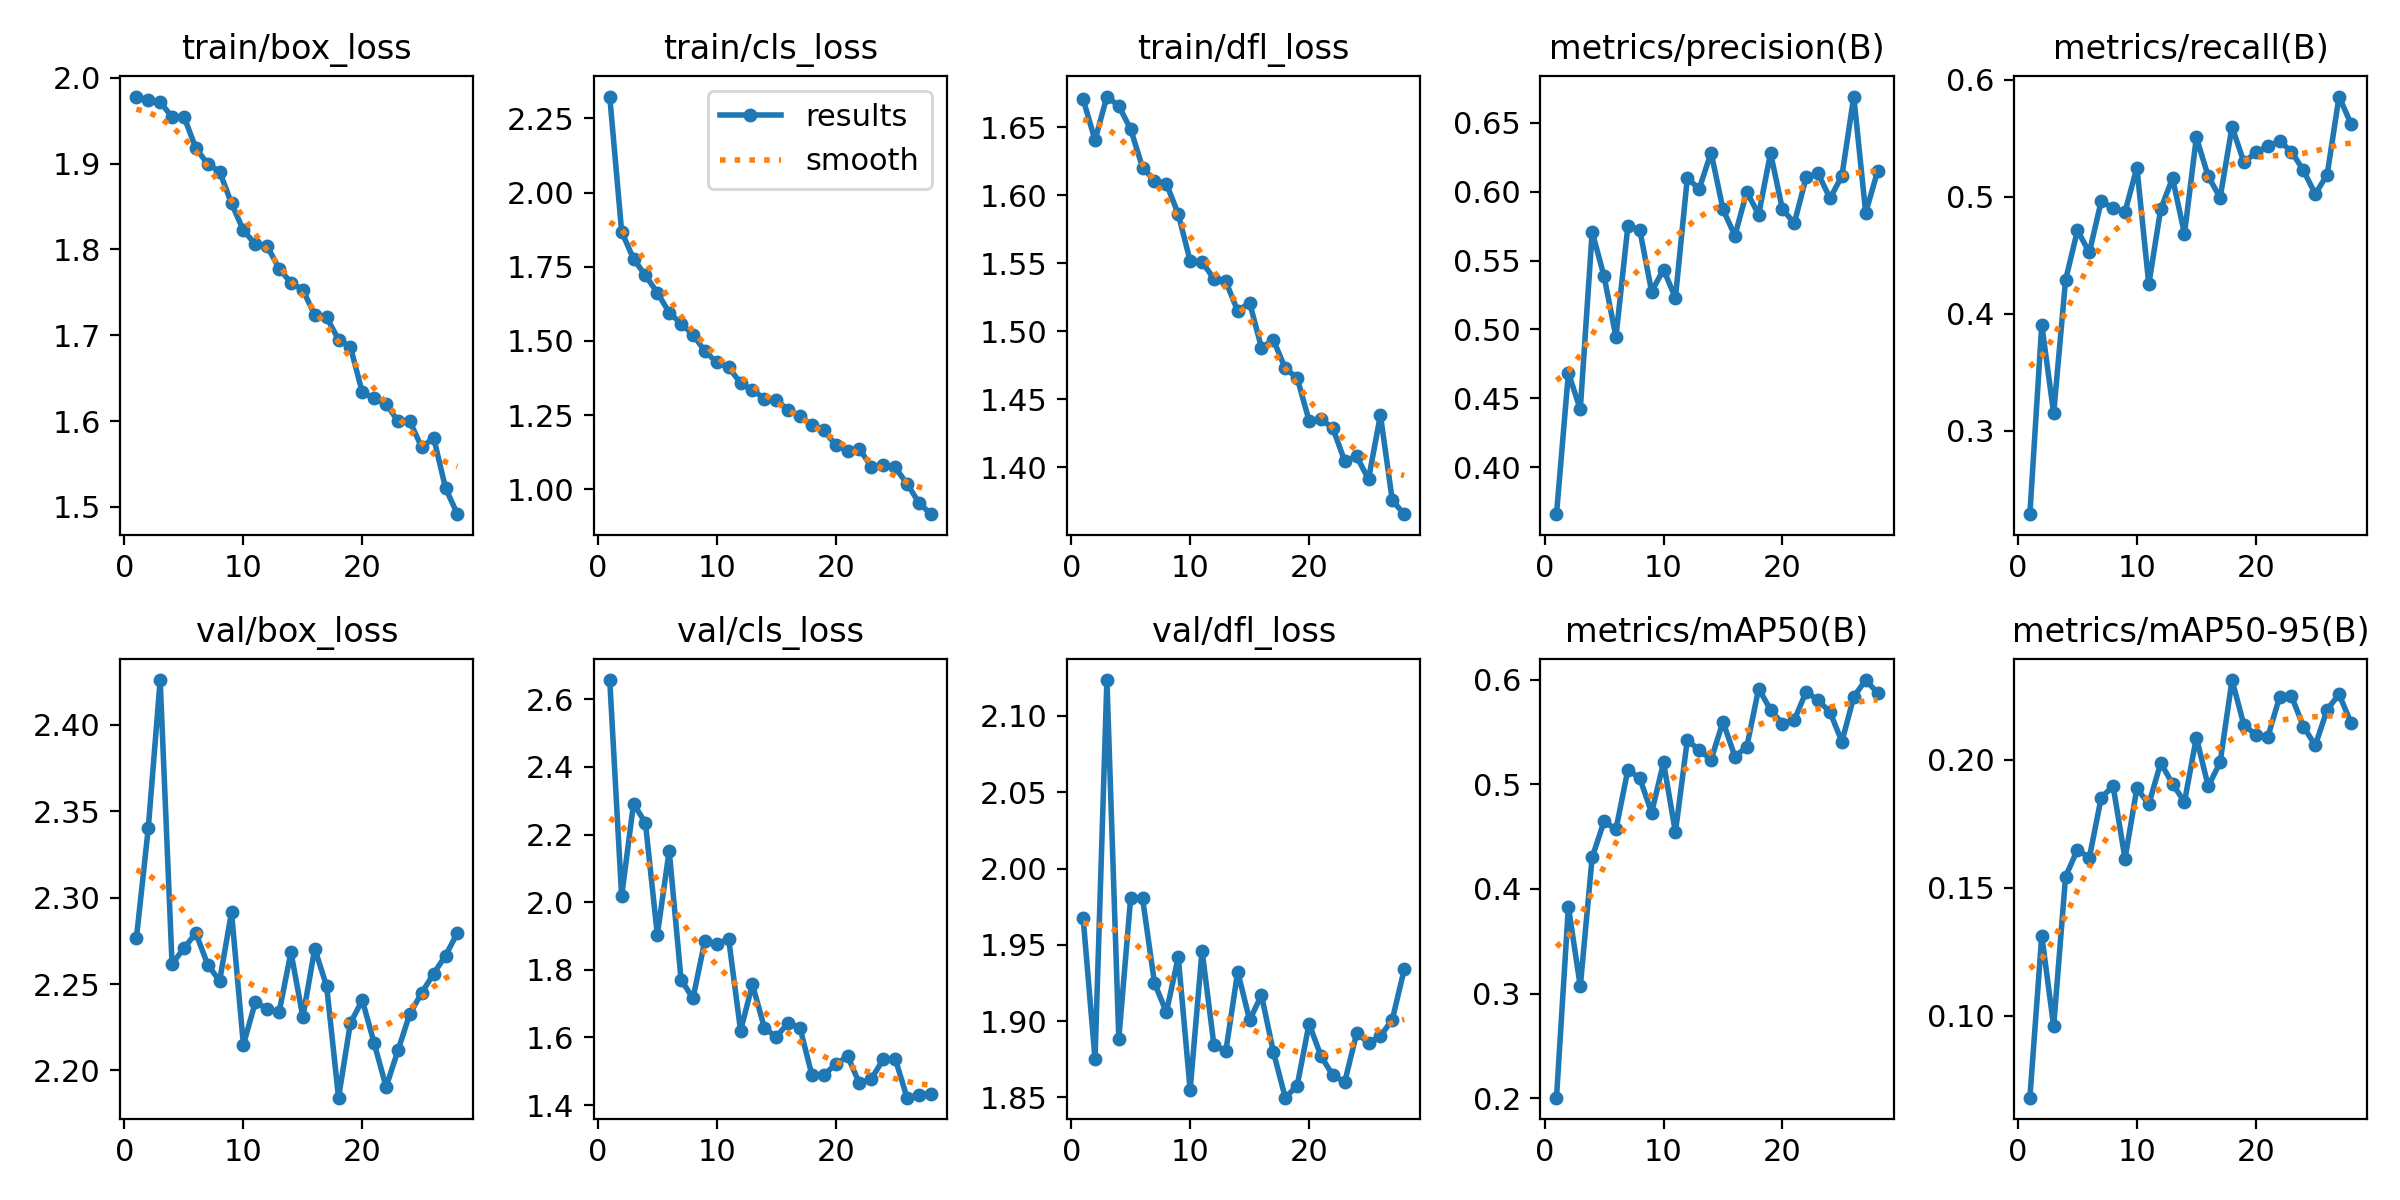 train/box_loss
2.0
1.9
1.8
1.7
1.6
1.5
0 10 20
train/cls_loss
results
smooth
2.25
2.00
1.75
1.50
1.25
1.00
0 10 20
train/dfl_loss
1.65
1.60
1.55
1.50
1.45
1.40
0 10 20
metrics/precision(B)
0.65
0.60
0.55
0.50
0.45
0.40
0 10 20
metrics/recall(B)
0.6
0.5
0.4
0.3
0 10 20
val/box_loss
2.40
2.35
2.30
2.25
2.20
0 10 20
val/cls_loss
2.6
2.4
2.2
2.0
1.8
1.6
1.4
0 10 20
val/dfl_loss
2.10
2.05
2.00
1.95
1.90
1.85
0 10 20
metrics/mAP50(B)
0.6
0.5
0.4
0.3
0.2
0 10 20
metrics/mAP50-95(B)
0.20
0.15
0.10
0 10 20